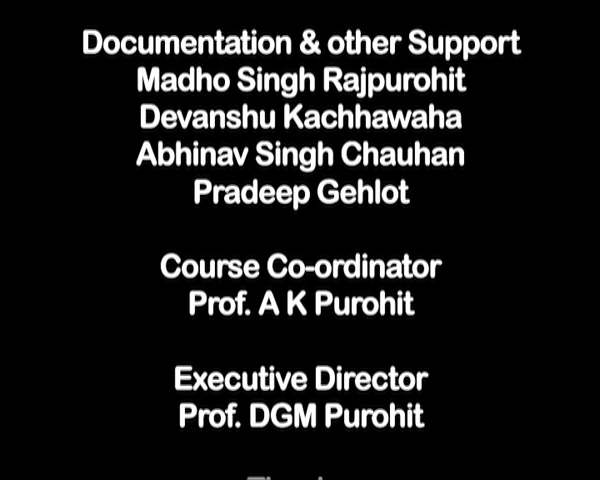 Documentation & other Support
Madho Singh Rajpurohit
Devanshu Kachhawaha
Abhinav Singh Chauhan
Pradeep Gehlot
Course Co-ordinator
Prof. A K Purohit
Executive Director
Prof. DGM Purohit